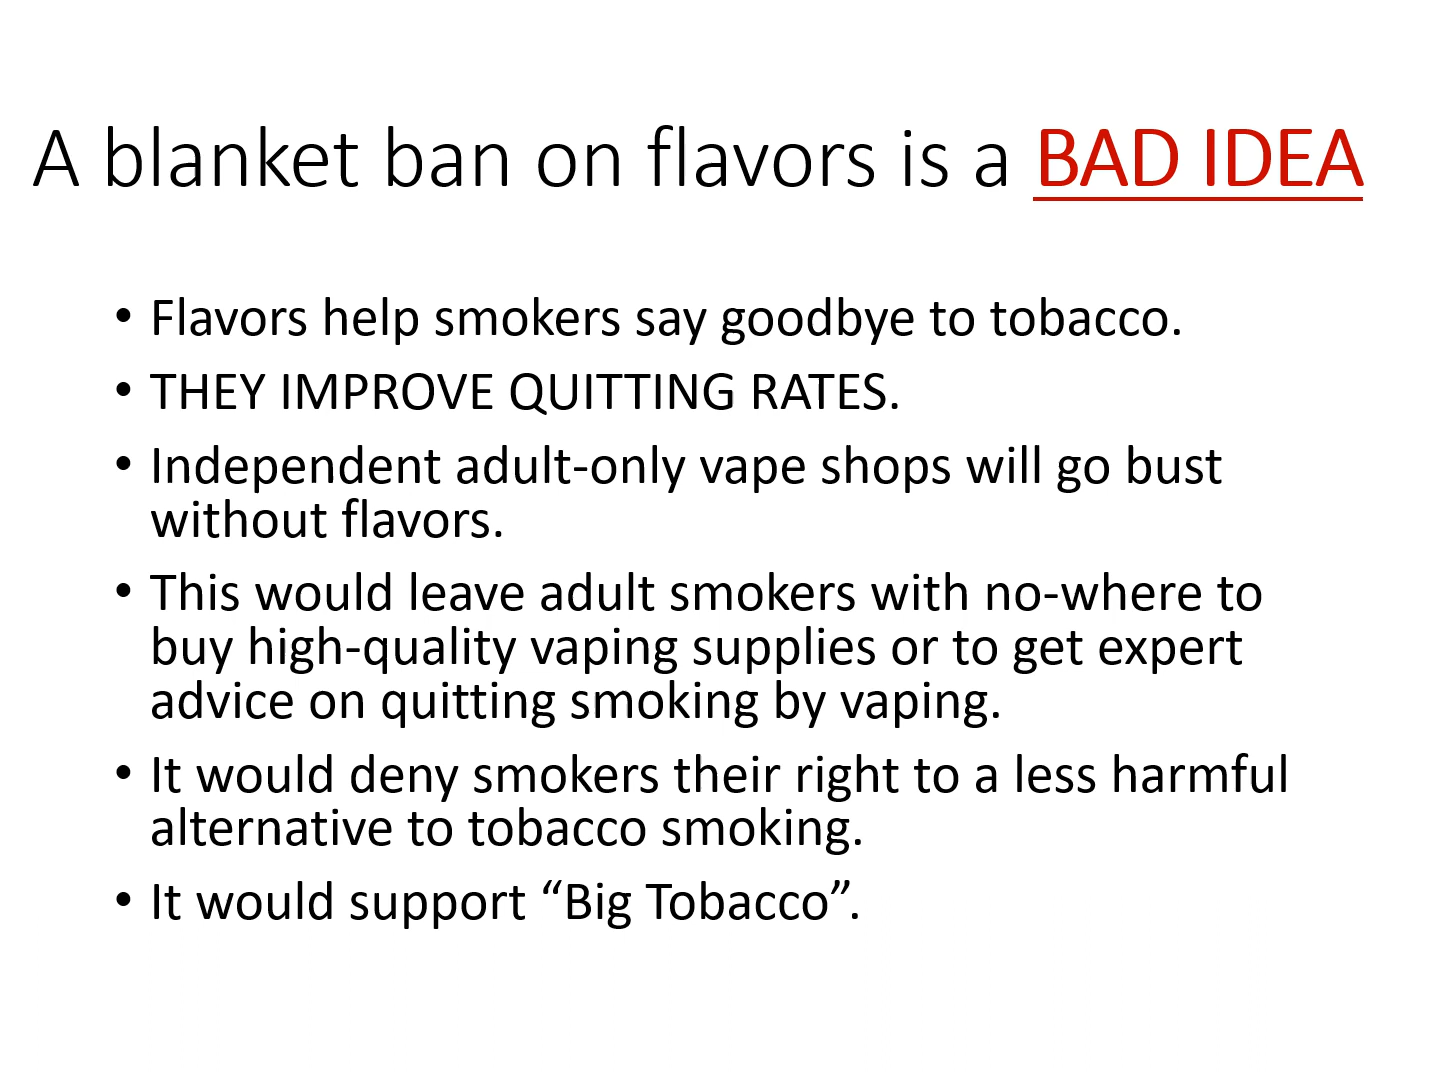 A blanket ban on flavors is a BAD IDEA
• Flavors help smokers say goodbye to tobacco.
• THEY IMPROVE QUITTING RATES.
• Independent adult-only vape shops will go bust
without flavors.
• This would leave adult smokers with no-where to
buy high-quality vaping supplies or to get expert
advice on quitting smoking by vaping.
• It would deny smokers their right to a less harmful
alternative to tobacco smoking.
• It would support “Big Tobacco”.